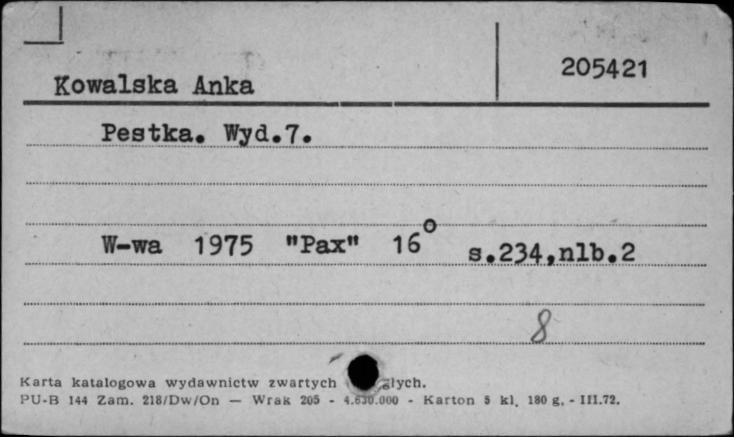 205421
Kowalska Anka
Pestka. Wyd.7.
W-wa 1975 "Pax" 16° s.234,nlb.2
8
Karta katalogowa wydawnictw zwartych
PU-B 144 Zam. 218/Dw/On — Wrak 205 - 4.630.000 - Karton 5 kl. 180 g. - III.72.